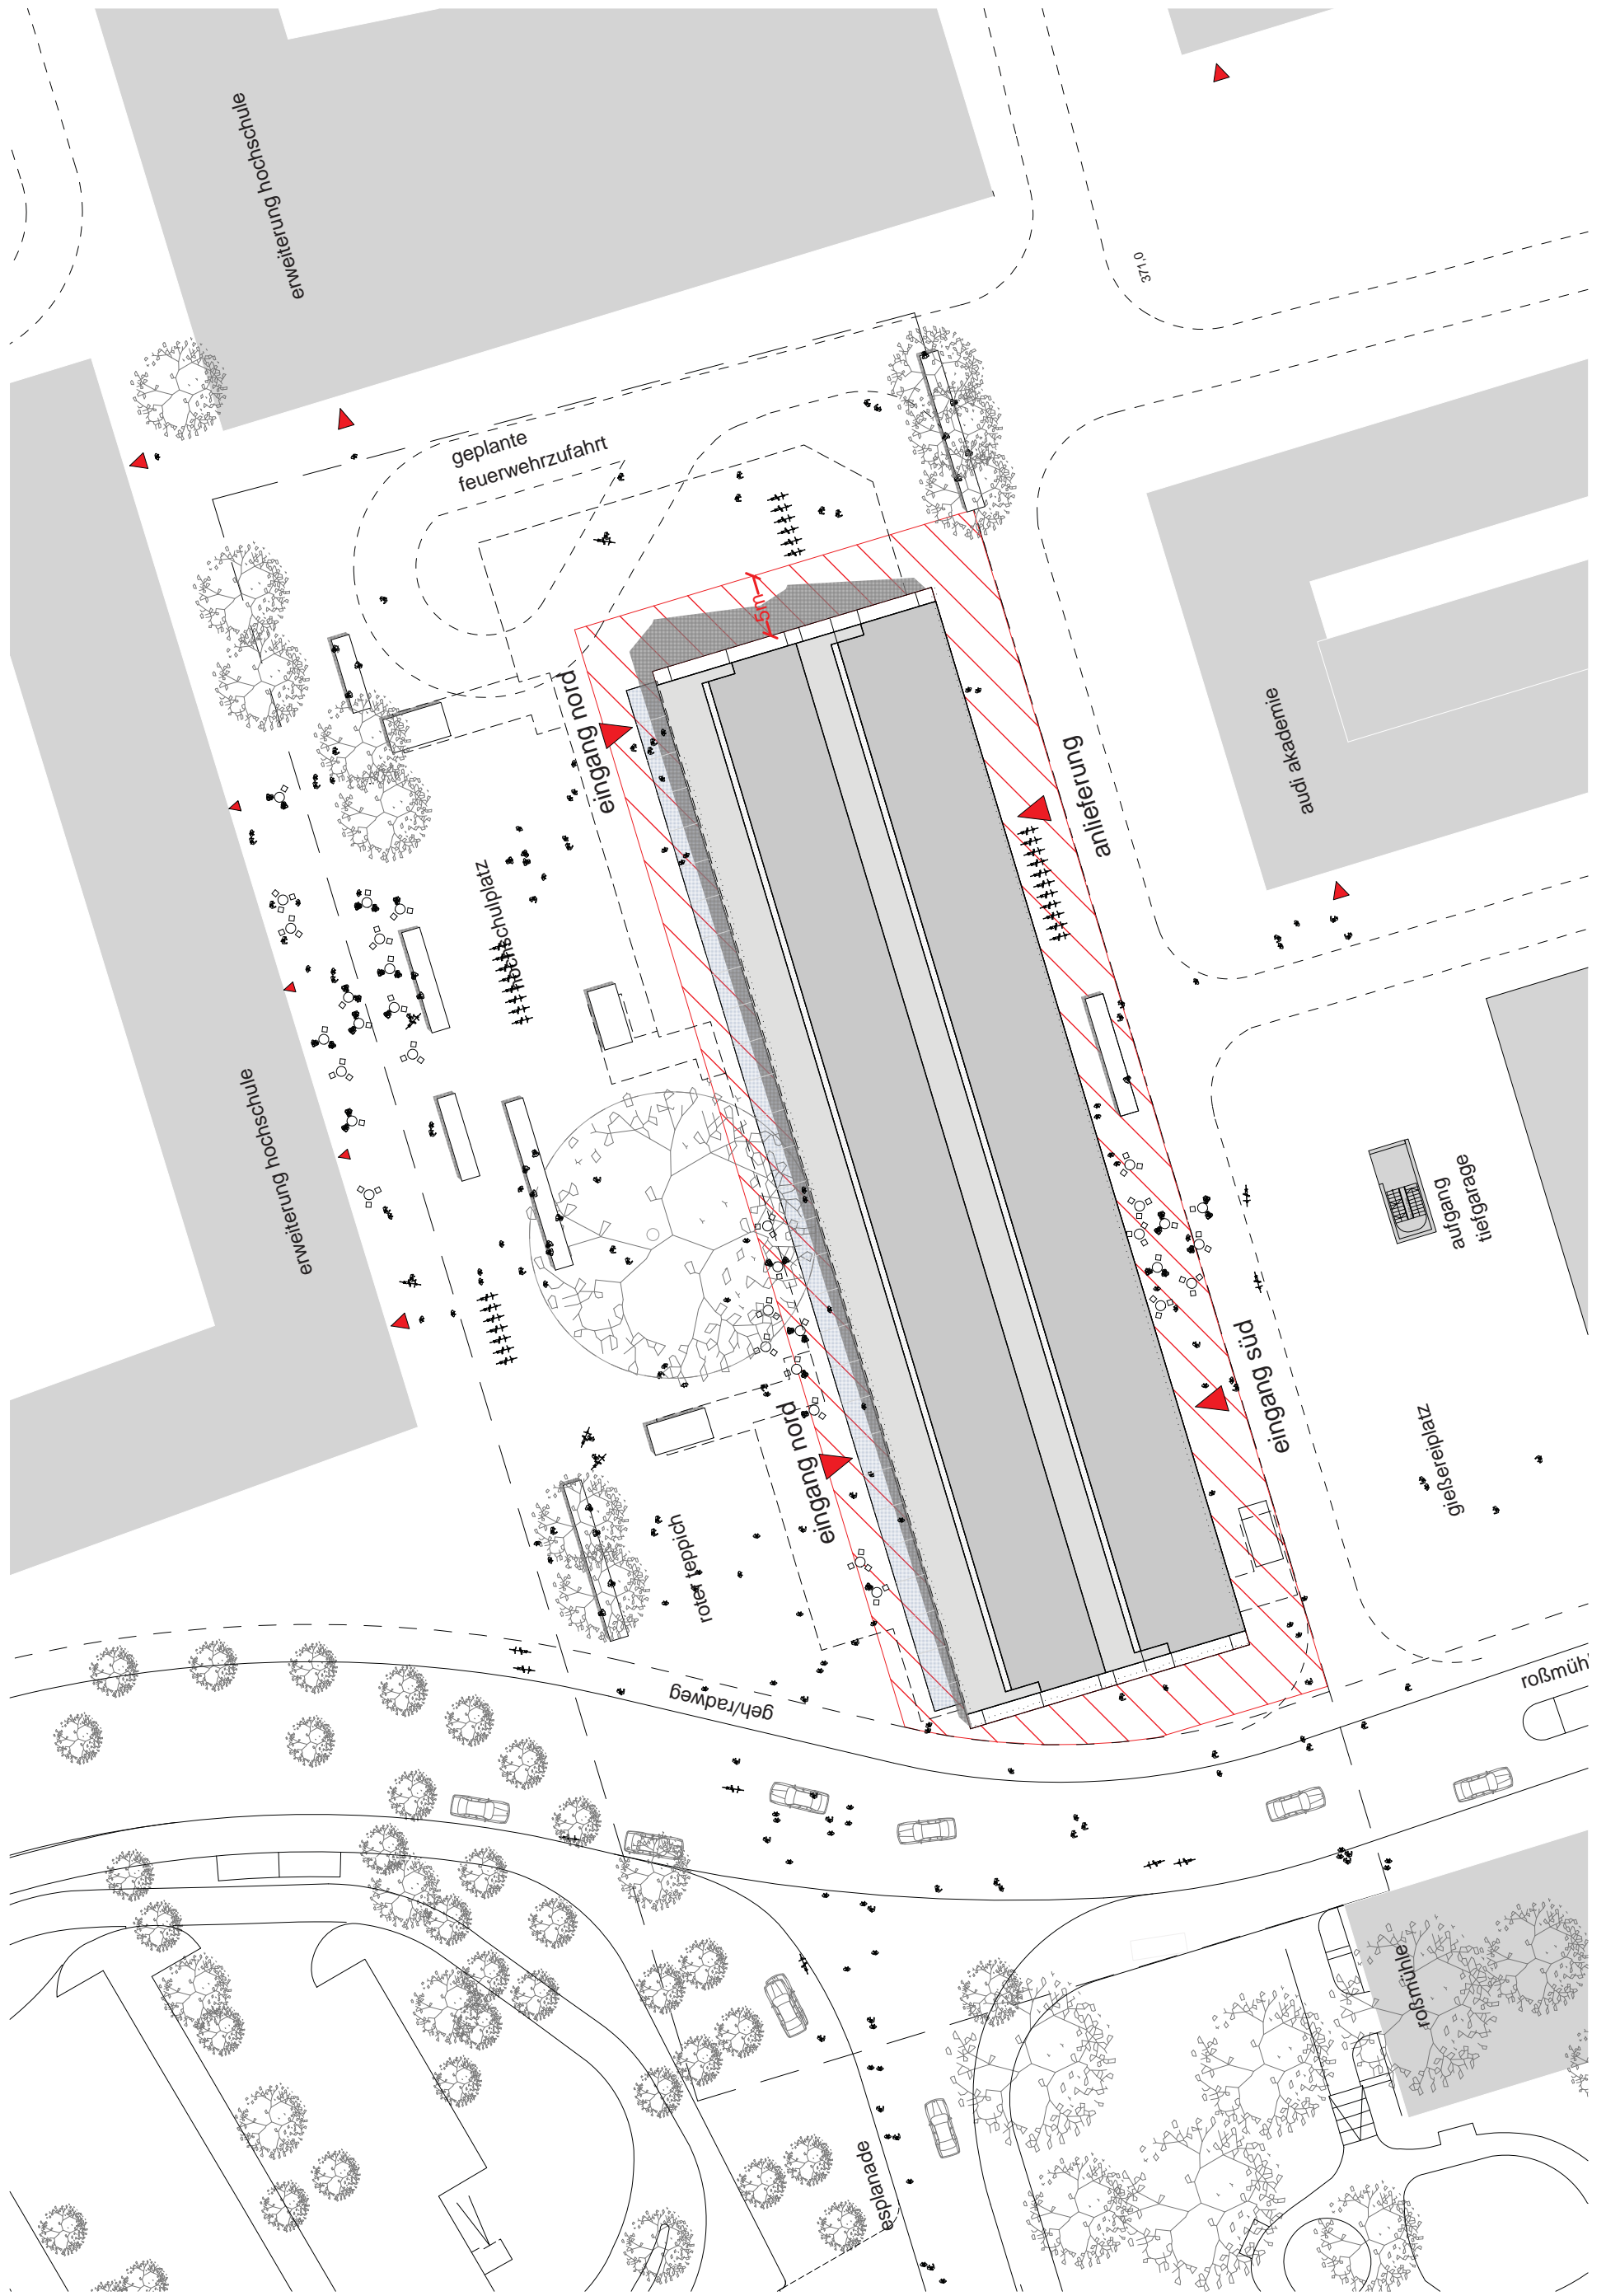 erweiterung hochschule
371,0
geplante
feuerwehrzufahrt
5m
eingang nord
anlieferung
audi akademie
hochschulplatz
erweiterung hochschule
aufgang
tiefgarage
eingang süd
eingang nord
gießereiplatz
roter teppich
geh/radweg
roßmühl
roßmühle
esplanade